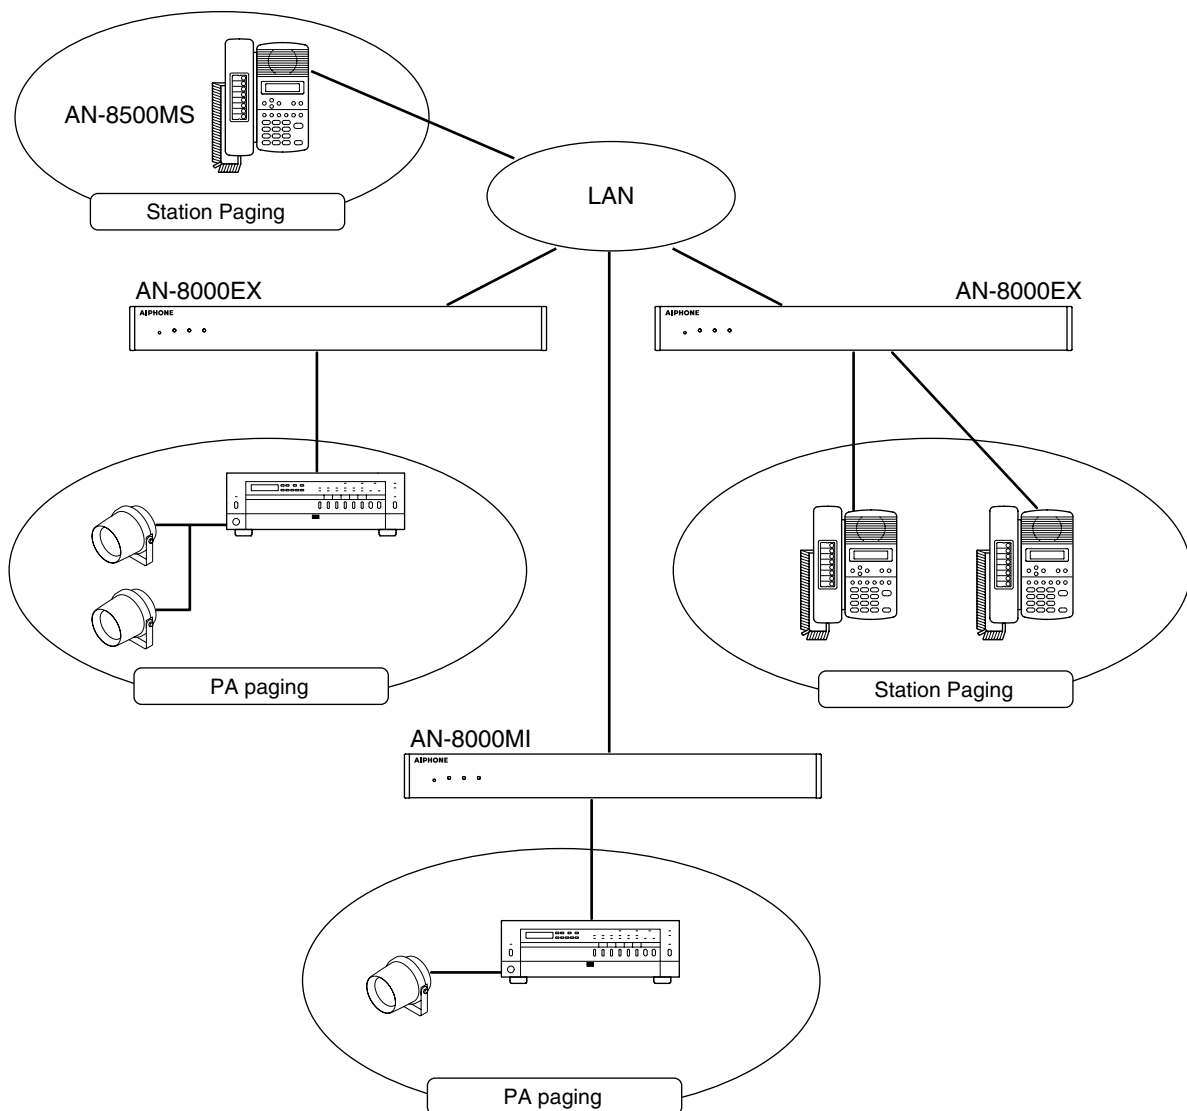 AN-8500MS
Station Paging
LAN
AN-8000EX
AIPHONE
AN-8000EX
AIPHONE
PA paging
Station Paging
AN-8000MI
AIPHONE
PA paging